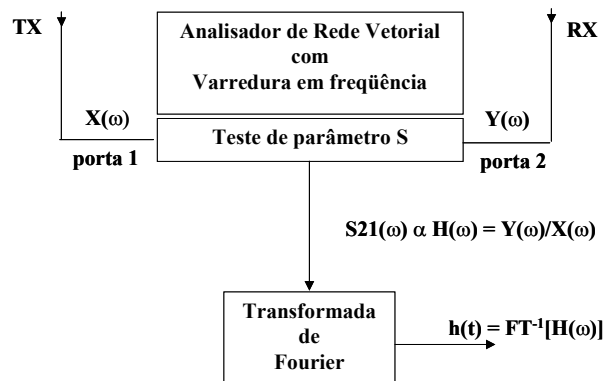 TX
Analisador de Rede Vetorial
com
Varredura em freqüência
RX
X(ω)
Teste de parâmetro S
Y(ω)
porta 1
porta 2
S21(ω) α H(ω) = Y(ω)/X(ω)
Transformada
de
Fourier
h(t) = FT⁻¹[H(ω)]